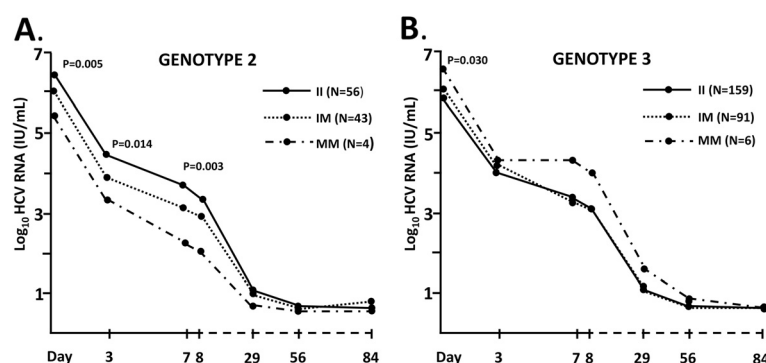 A.
GENOTYPE 2
7
5
3
1
Log10 HCV RNA (IU/mL)
P=0.005
P=0.014
P=0.003
II (N=56)
IM (N=43)
MM (N=4)
Day 3 7 8 29 56 84
B.
GENOTYPE 3
7
5
3
1
Log10 HCV RNA (IU/mL)
P=0.030
II (N=159)
IM (N=91)
MM (N=6)
Day 3 7 8 29 56 84